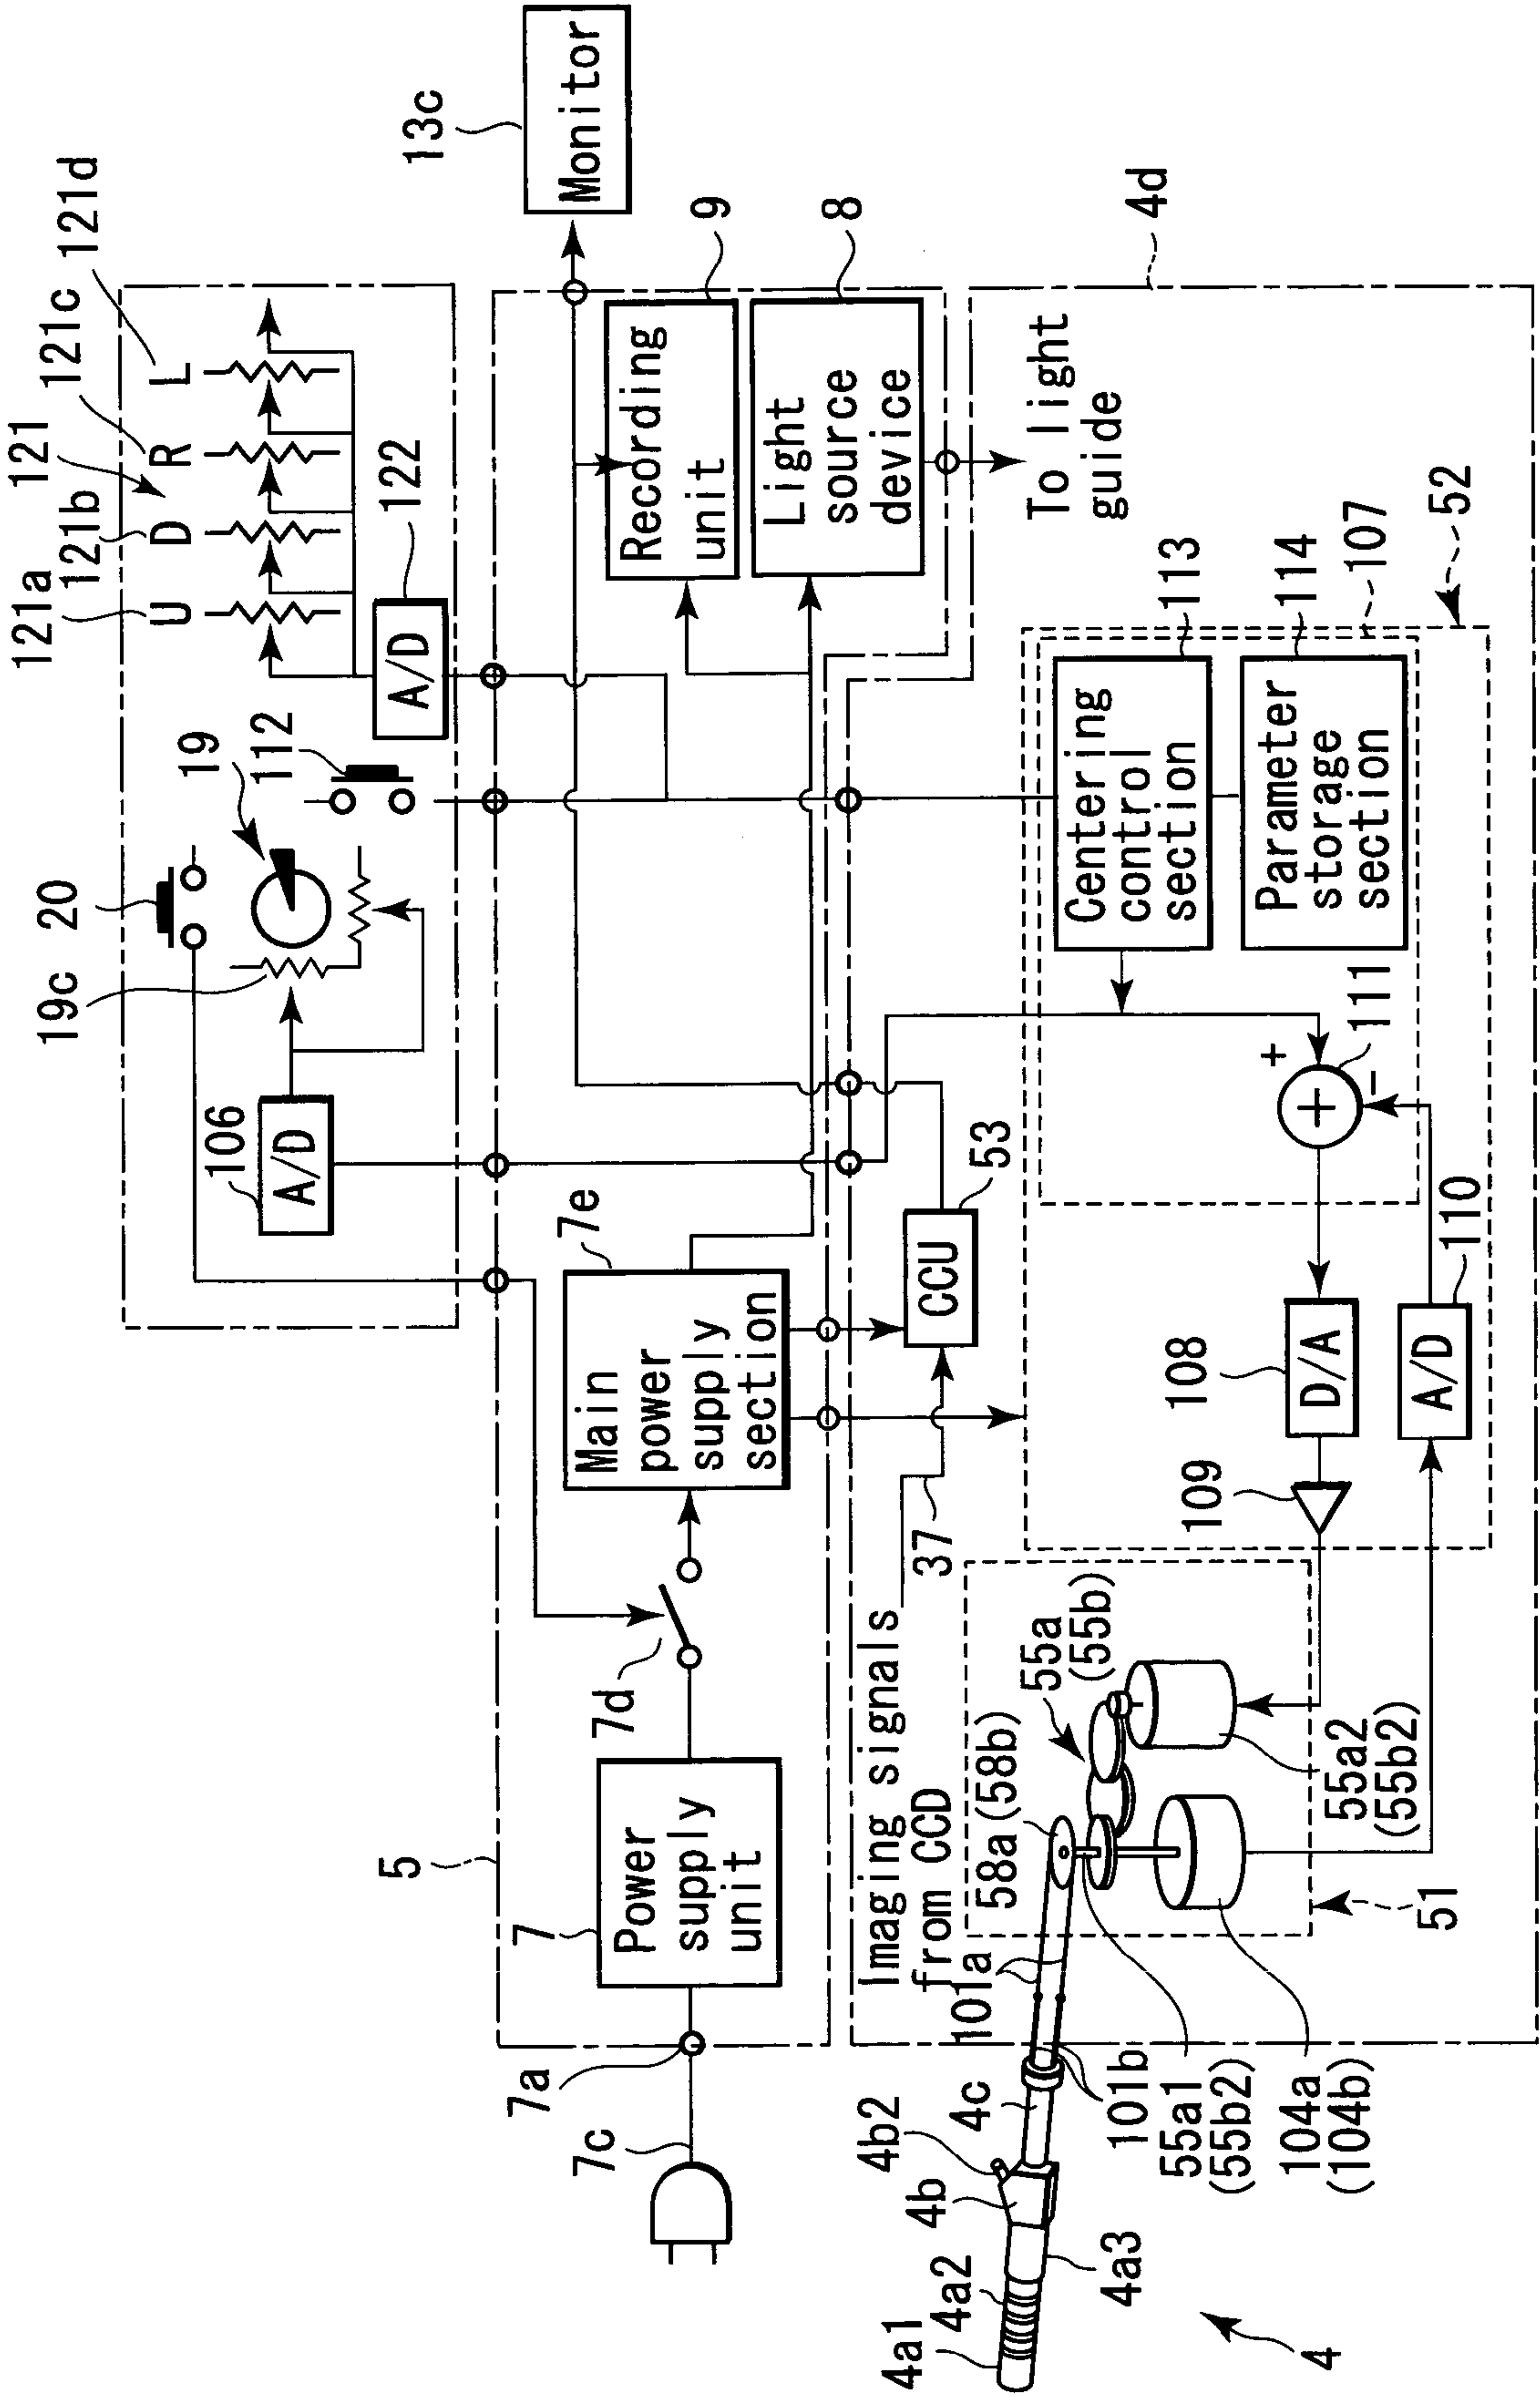 121a
121b
121
121c
121d
U
D
R
L
20
19
112
19c
106
A/D
A/D
122
13c
Monitor
9
8
Recording
unit
Light
source
device
To light
guide
4d
5
7
7a
7c
7d
7e
Power
supply
unit
Main
power
supply
section
Imaging signals
from CCD
37
CCU
53
Centering
control
section
113
Parameter
storage
section
114
107
52
+
+
−
111
108
D/A
109
110
A/D
55a
(55b)
58a(58b)
55a2
(55b2)
51
101a
101b
55a1
(55b2)
104a
(104b)
4c
4b2
4b
4a3
4a2
4a1
4